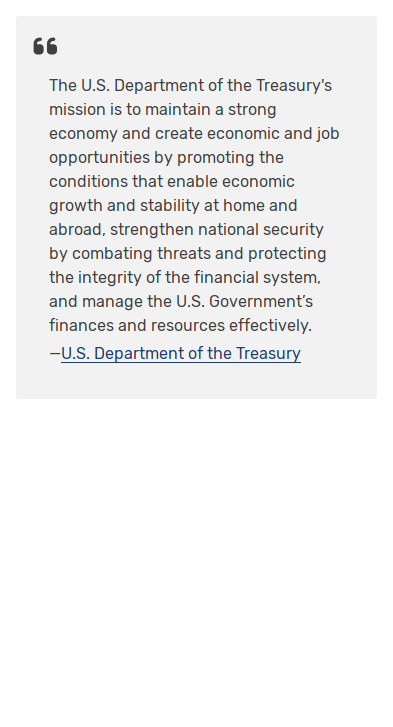 The U.S. Department of the Treasury's
mission is to maintain a strong
economy and create economic and job
opportunities by promoting the
conditions that enable economic
growth and stability at home and
abroad, strengthen national security
by combating threats and protecting
the integrity of the financial system,
and manage the U.S. Government’s
finances and resources effectively.
—U.S. Department of the Treasury